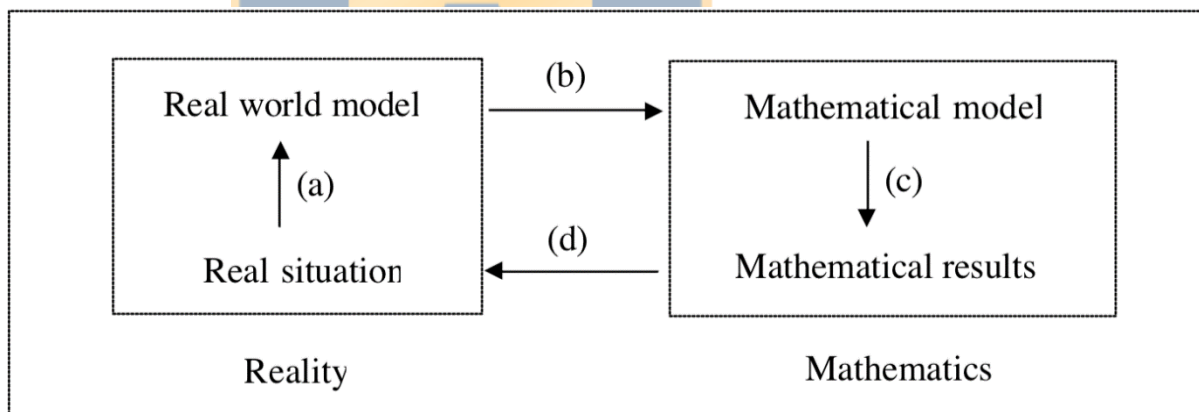 (b)
Real world model
Mathematical model
(a)
(c)
(d)
Real situation
Mathematical results
Reality
Mathematics